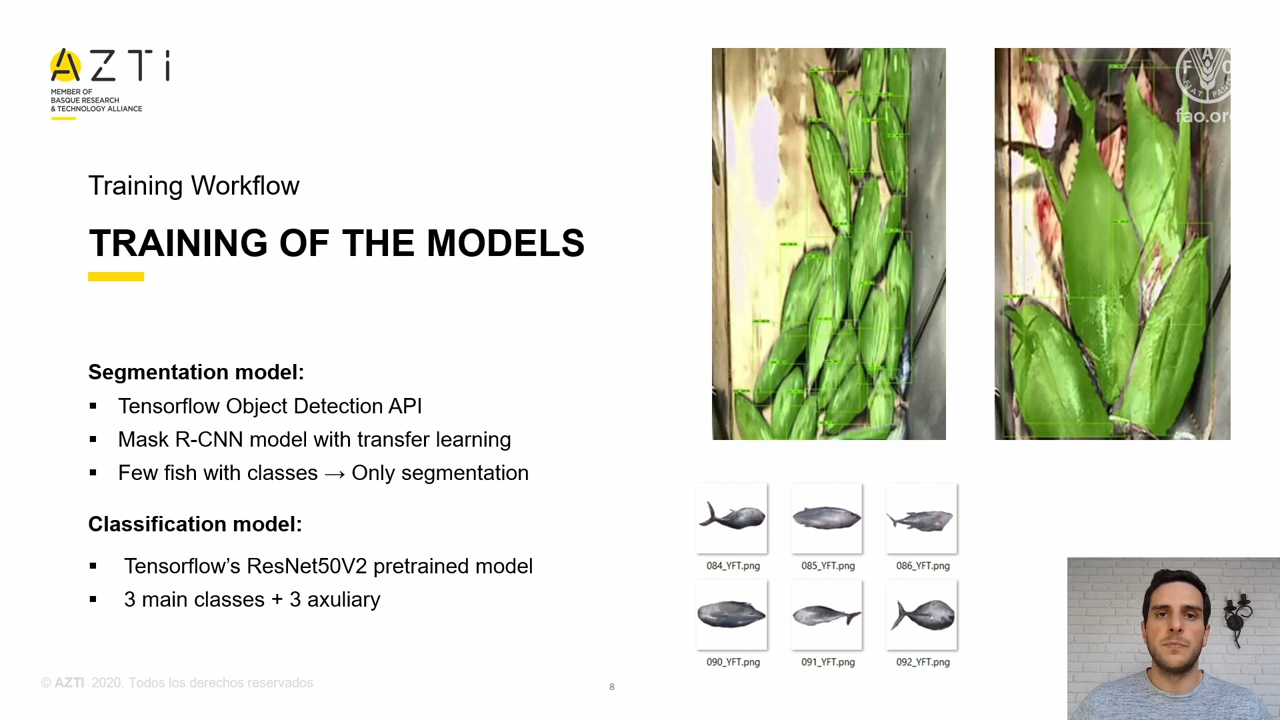 AZTi
MEMBER OF
BASQUE RESEARCH
& TECHNOLOGY ALLIANCE
Training Workflow
TRAINING OF THE MODELS
Segmentation model:
▪ Tensorflow Object Detection API
▪ Mask R-CNN model with transfer learning
▪ Few fish with classes → Only segmentation
Classification model:
▪ Tensorflow’s ResNet50V2 pretrained model
▪ 3 main classes + 3 axuliary
FAO
fao.org
084_YFT.png 085_YFT.png 086_YFT.png
090_YFT.png 091_YFT.png 092_YFT.png
© AZTI 2020. Todos los derechos reservados
8